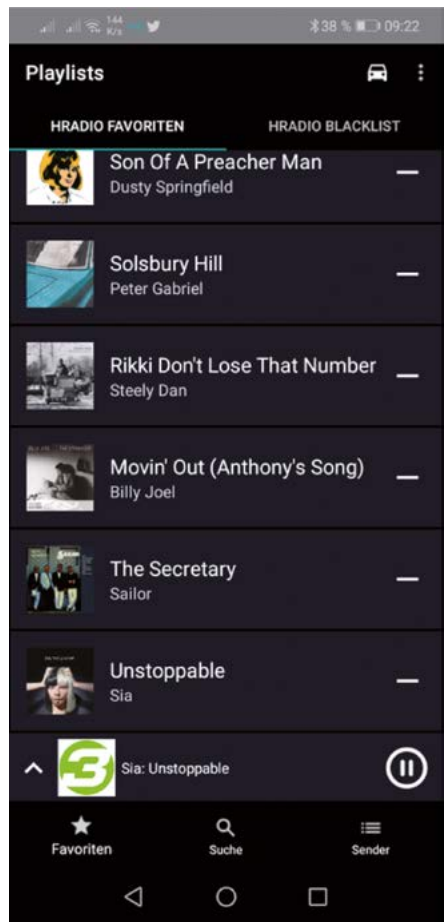 144
K/s
38 % 09:22
Playlists
HRADIO FAVORITEN
HRADIO BLACKLIST
Son Of A Preacher Man
Dusty Springfield
Solsbury Hill
Peter Gabriel
Rikki Don't Lose That Number
Steely Dan
Movin' Out (Anthony's Song)
Billy Joel
The Secretary
Sailor
Unstoppable
Sia
3
Sia: Unstoppable
Favoriten
Suche
Sender